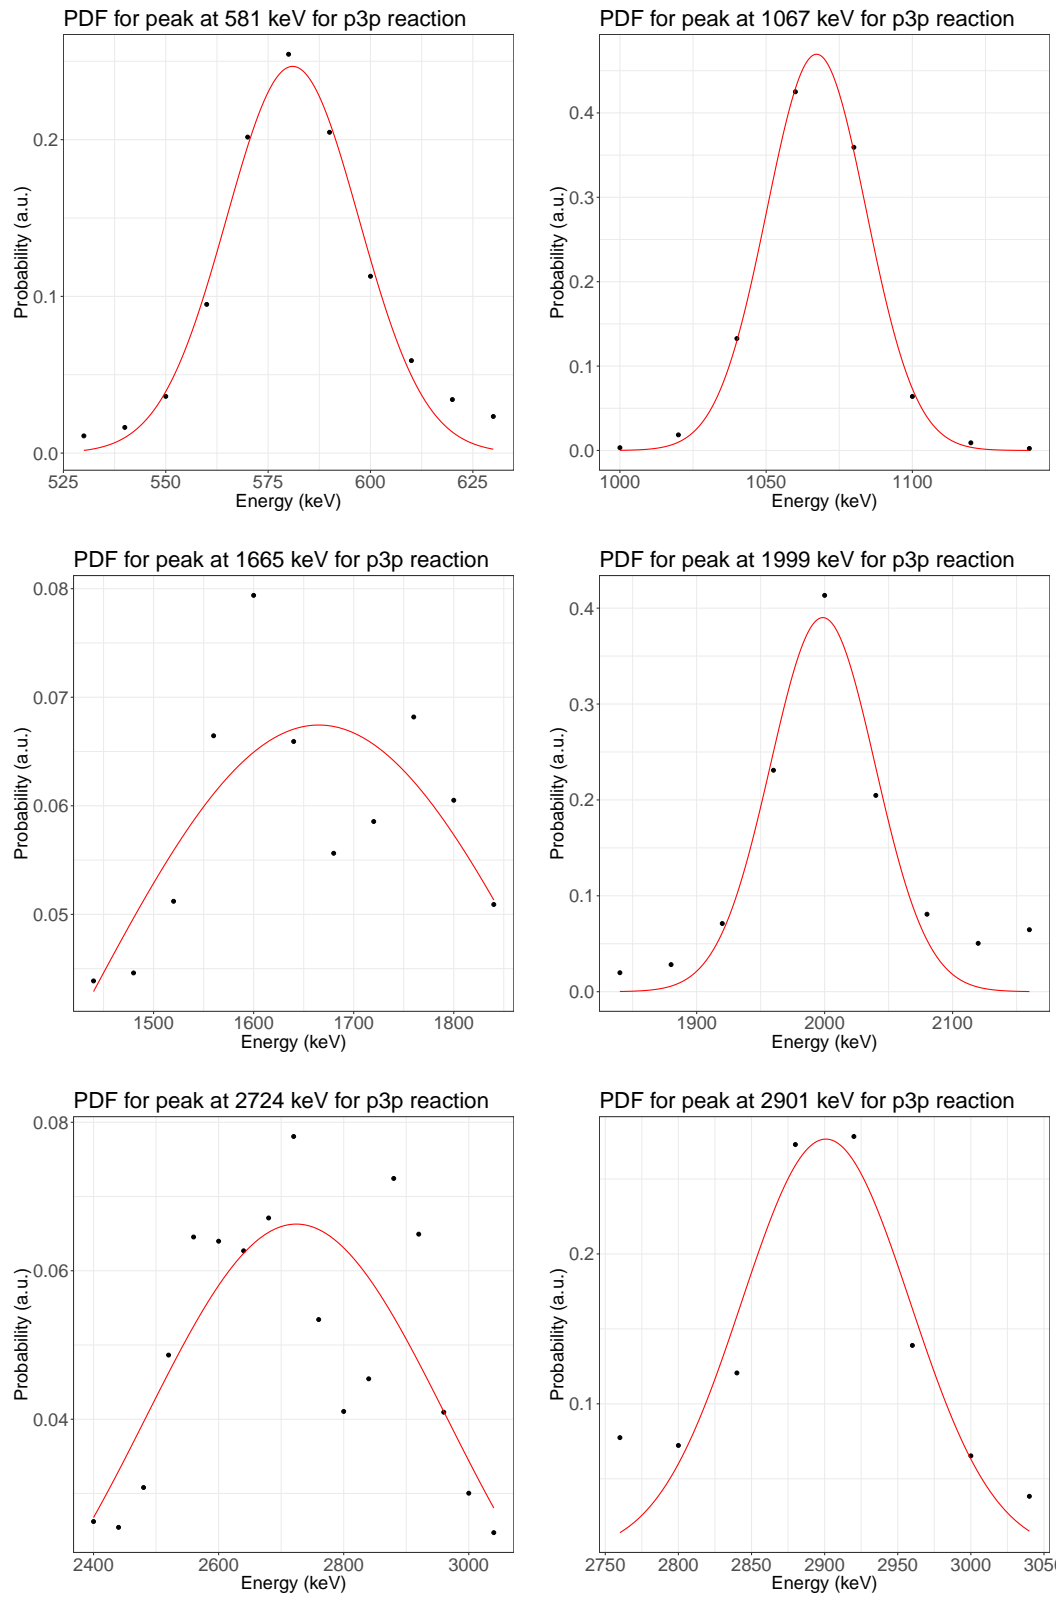 PDF for peak at 581 keV for p3p reaction
Probability (a.u.)
0.2
0.1
0.0
525 550 575 600 625
Energy (keV)
PDF for peak at 1067 keV for p3p reaction
Probability (a.u.)
0.4
0.3
0.2
0.1
0.0
1000 1050 1100
Energy (keV)
PDF for peak at 1665 keV for p3p reaction
Probability (a.u.)
0.08
0.07
0.06
0.05
1500 1600 1700 1800
Energy (keV)
PDF for peak at 1999 keV for p3p reaction
Probability (a.u.)
0.4
0.3
0.2
0.1
0.0
1900 2000 2100
Energy (keV)
PDF for peak at 2724 keV for p3p reaction
Probability (a.u.)
0.08
0.06
0.04
2400 2600 2800 3000
Energy (keV)
PDF for peak at 2901 keV for p3p reaction
Probability (a.u.)
0.2
0.1
2750 2800 2850 2900 2950 3000 305
Energy (keV)